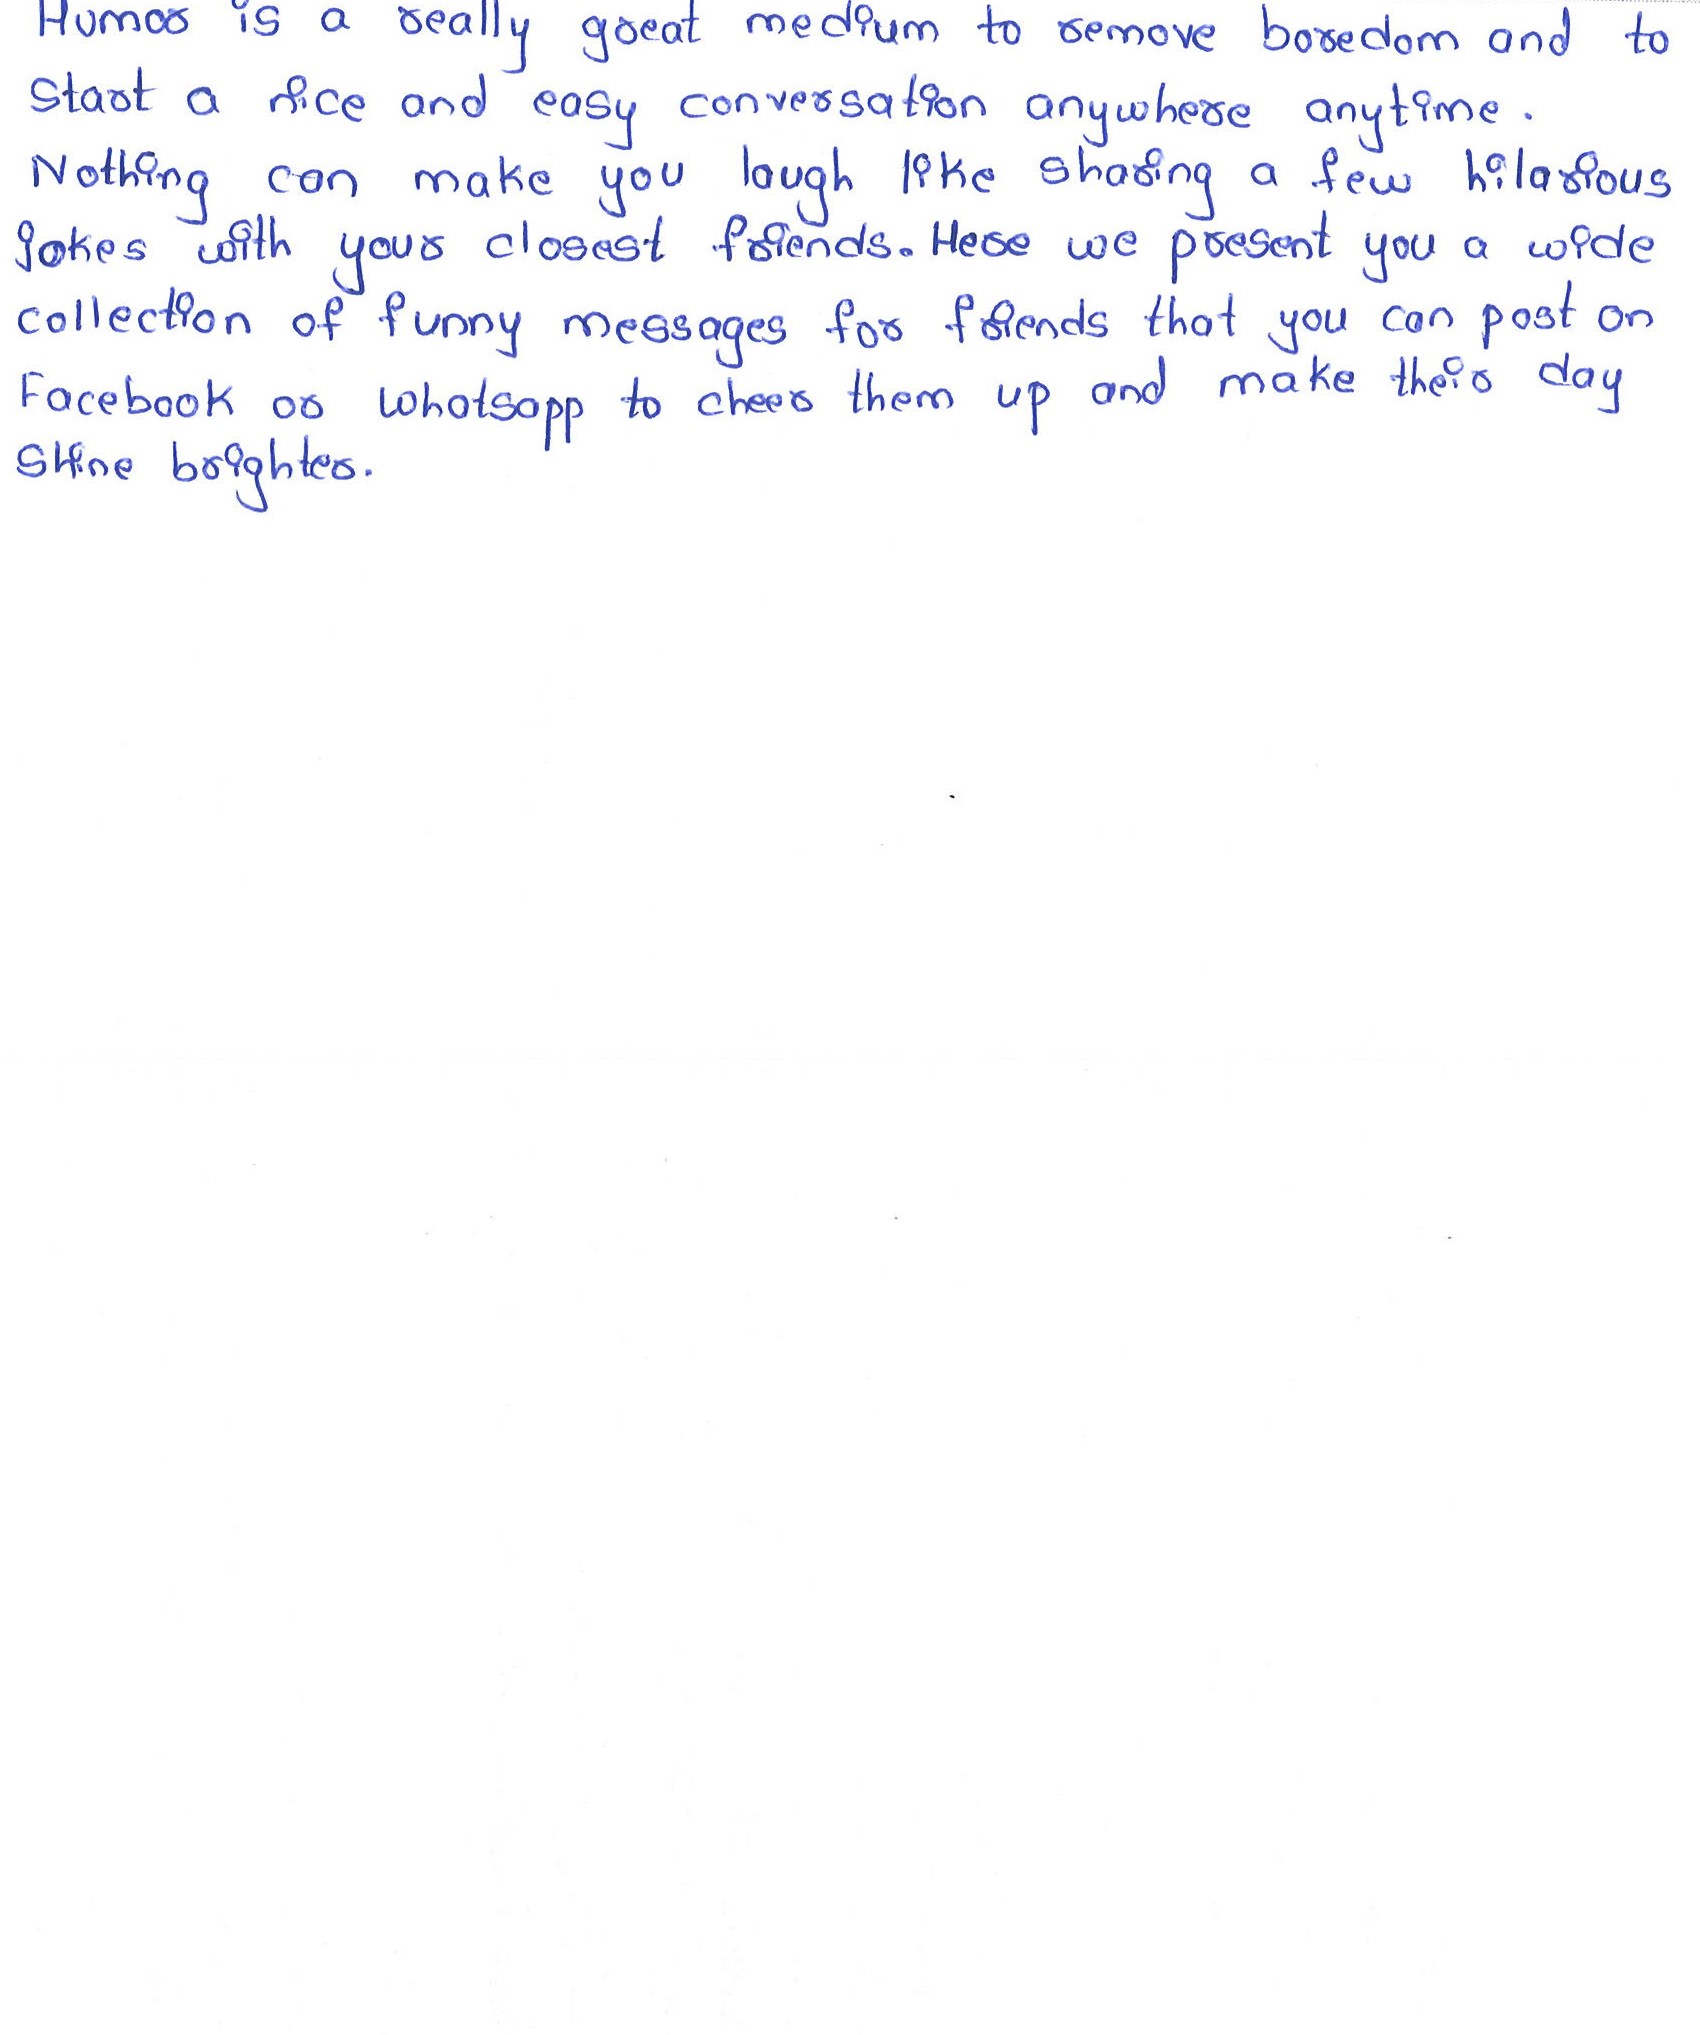 Humor is a really great medium to remove boredom and to
Start a nice and easy conversation anywhere anytime.
Nothing can make you laugh like sharing a few hilarious
jokes with your closest friends. Here we present you a wide
collection of funny messages for friends that you can post on
Facebook or whatsapp to cheer them up and make their day
Shine brighter.